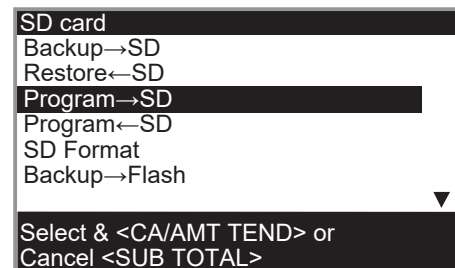 SD card
Backup→SD
Restore←SD
Program→SD
Program←SD
SD Format
Backup→Flash
▼
Select & <CA/AMT TEND> or
Cancel <SUB TOTAL>